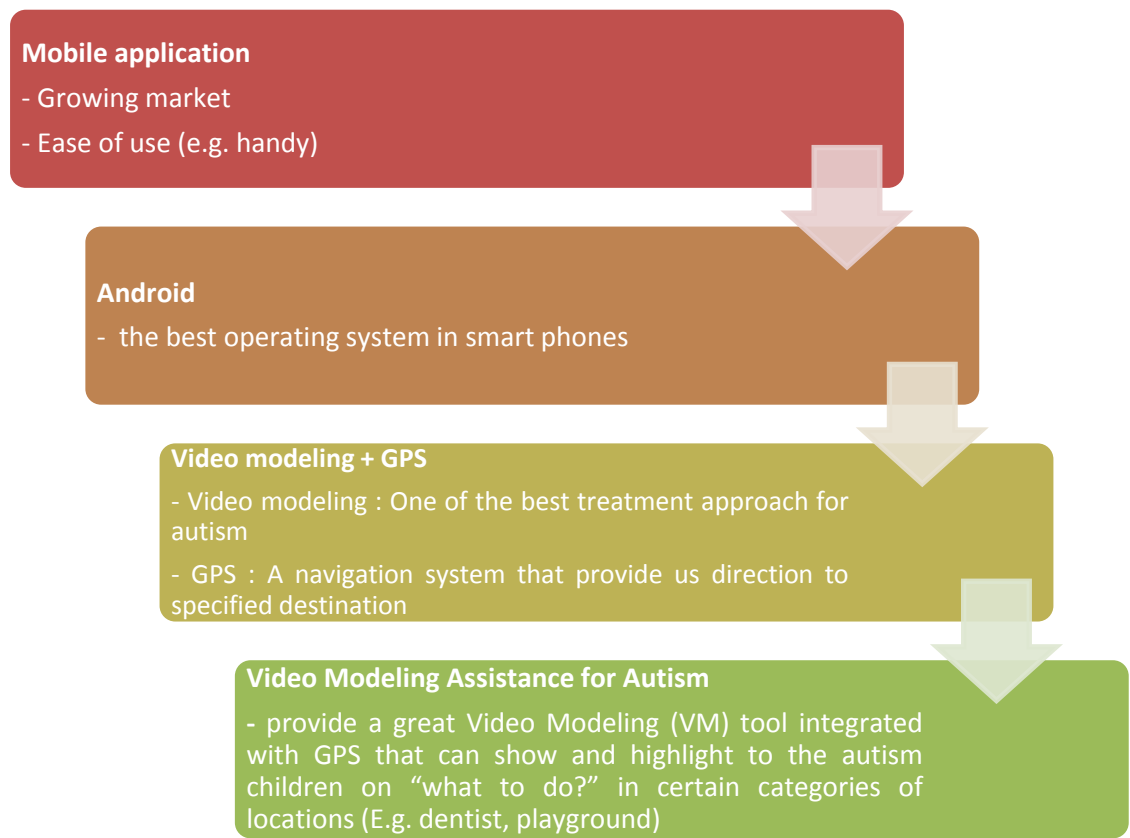 Mobile application
- Growing market
- Ease of use (e.g. handy)
Android
- the best operating system in smart phones
Video modeling + GPS
- Video modeling : One of the best treatment approach for
autism
- GPS : A navigation system that provide us direction to
specified destination
Video Modeling Assistance for Autism
- provide a great Video Modeling (VM) tool integrated
with GPS that can show and highlight to the autism
children on “what to do?” in certain categories of
locations (E.g. dentist, playground)